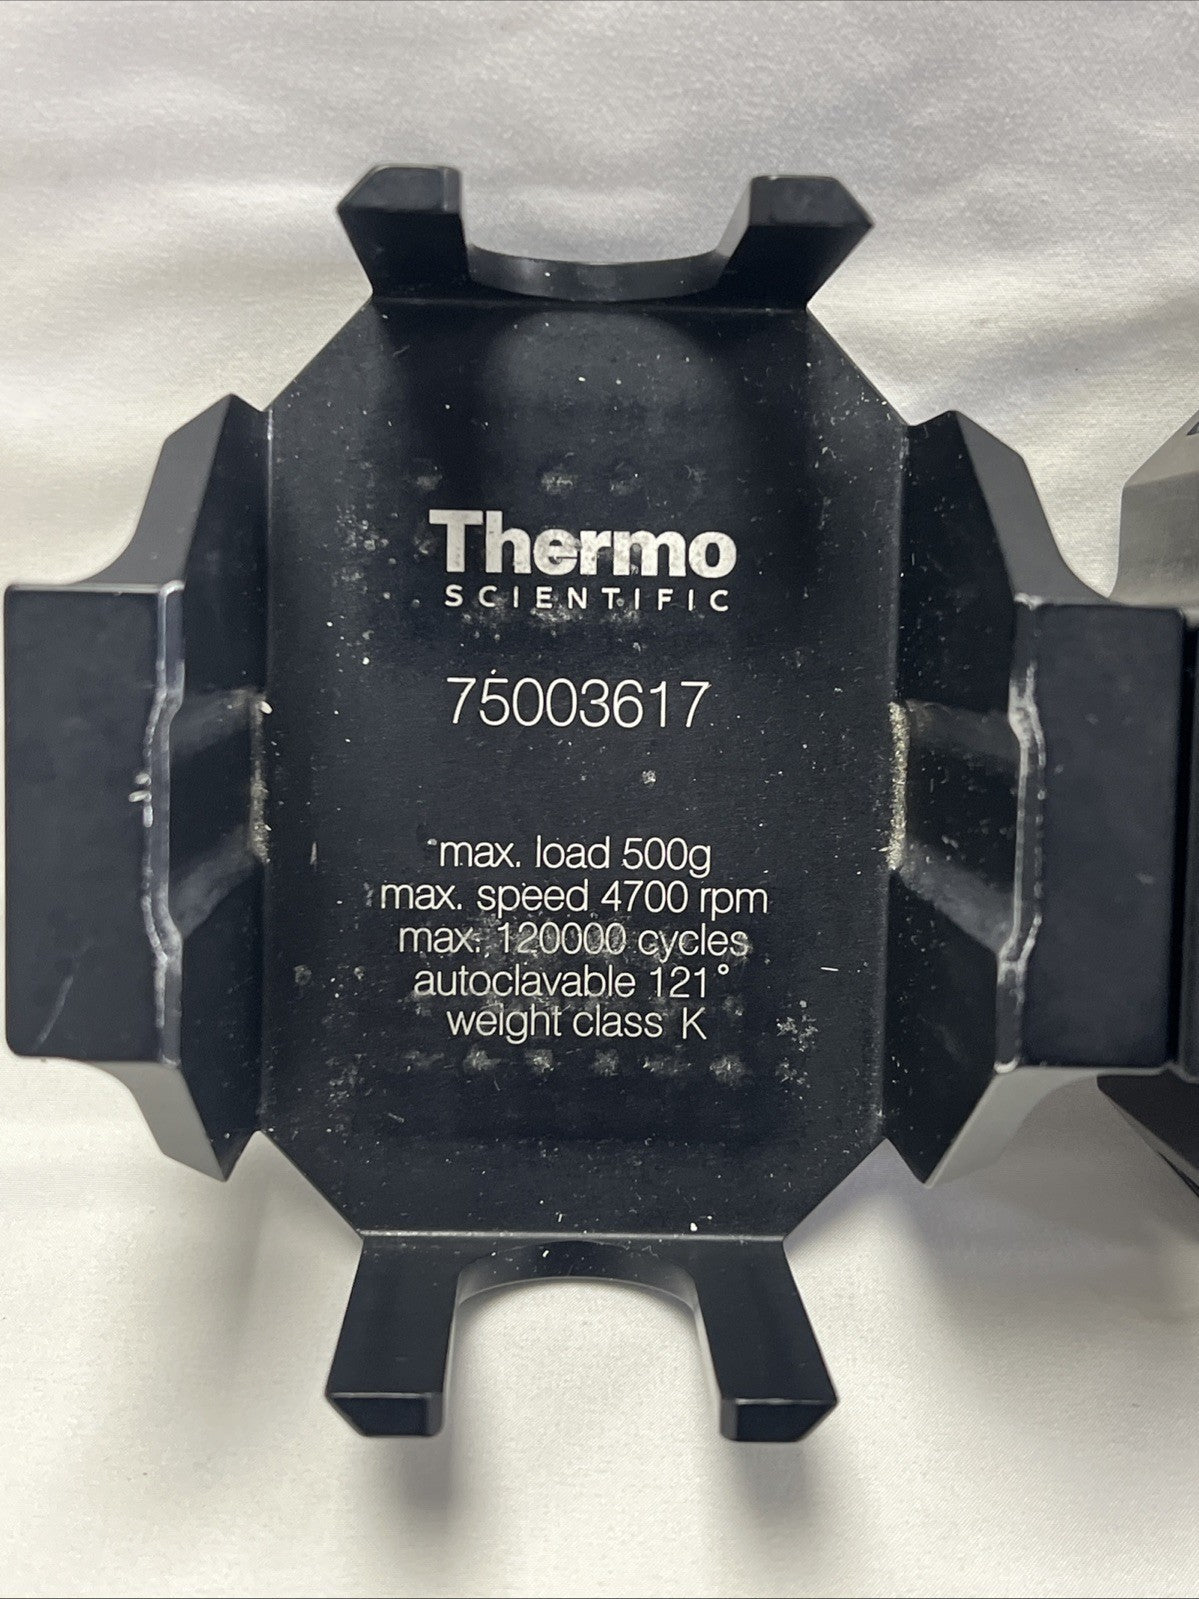 Thermo
SCIENTIFIC
75003617
max. load 500g
max. speed 4700 rpm
max. 120000 cycles
autoclavable 121°
weight class K